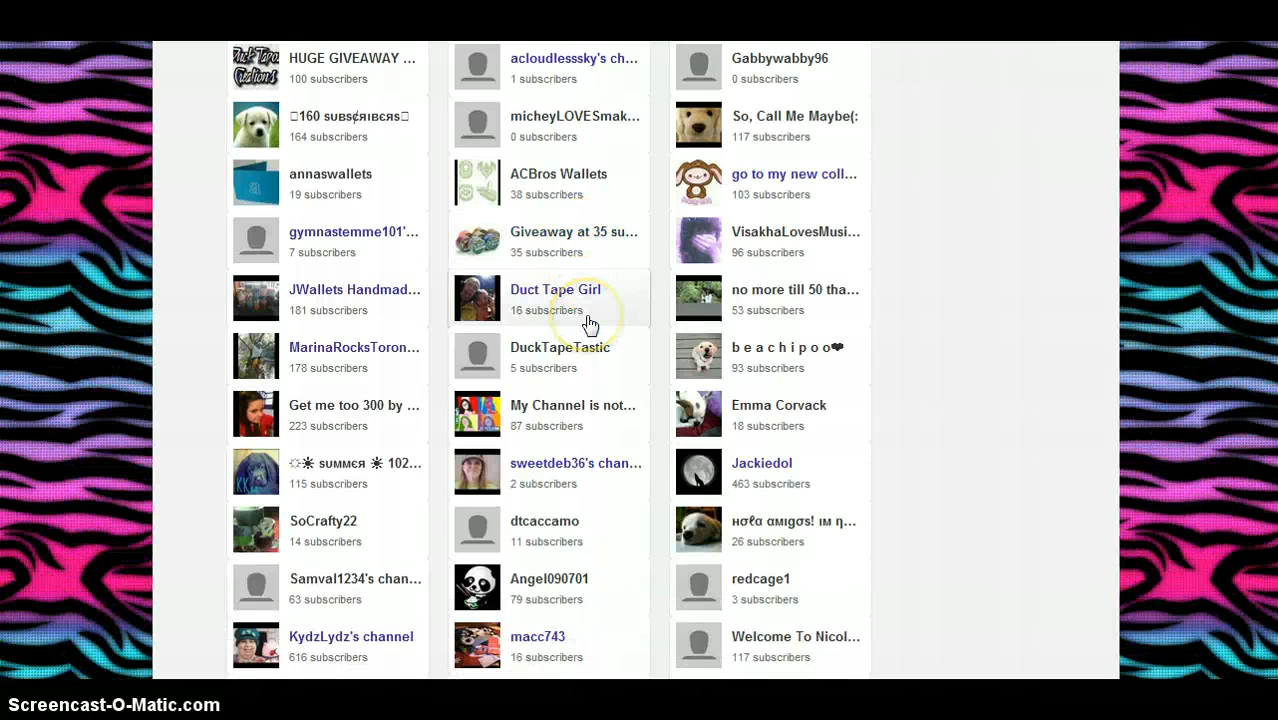 Duck Tape
Creations
HUGE GIVEAWAY ...
100 subscribers
acloudlesssky's ch...
1 subscribers
Gabbywabby96
0 subscribers
160 ѕυвѕ¢яιвєяѕ
164 subscribers
micheyLOVESmak...
0 subscribers
So, Call Me Maybe(:
117 subscribers
a
annaswallets
19 subscribers
ACBros Wallets
38 subscribers
go to my new coll...
103 subscribers
gymnastemme101'...
7 subscribers
Giveaway at 35 su...
35 subscribers
VisakhaLovesMusi...
96 subscribers
JWallets Handmad...
181 subscribers
Duct Tape Girl
16 subscribers
no more till 50 tha...
53 subscribers
MarinaRocksToron...
178 subscribers
DuckTapeTastic
5 subscribers
b e a c h i p o o❤
93 subscribers
Get me too 300 by ...
223 subscribers
My Channel is not...
87 subscribers
Emma Corvack
18 subscribers
KK
☼☀ ѕυммєя ☀ 102...
115 subscribers
sweetdeb36's chan...
2 subscribers
Jackiedol
463 subscribers
SoCrafty22
14 subscribers
dtcaccamo
11 subscribers
нσℓα αмιgσѕ! ιм η...
26 subscribers
Samval1234's chan...
63 subscribers
Angel090701
79 subscribers
redcage1
3 subscribers
KydzLydz's channel
616 subscribers
macc743
16 subscribers
Welcome To Nicol...
117 subscribers
Screencast-O-Matic.com